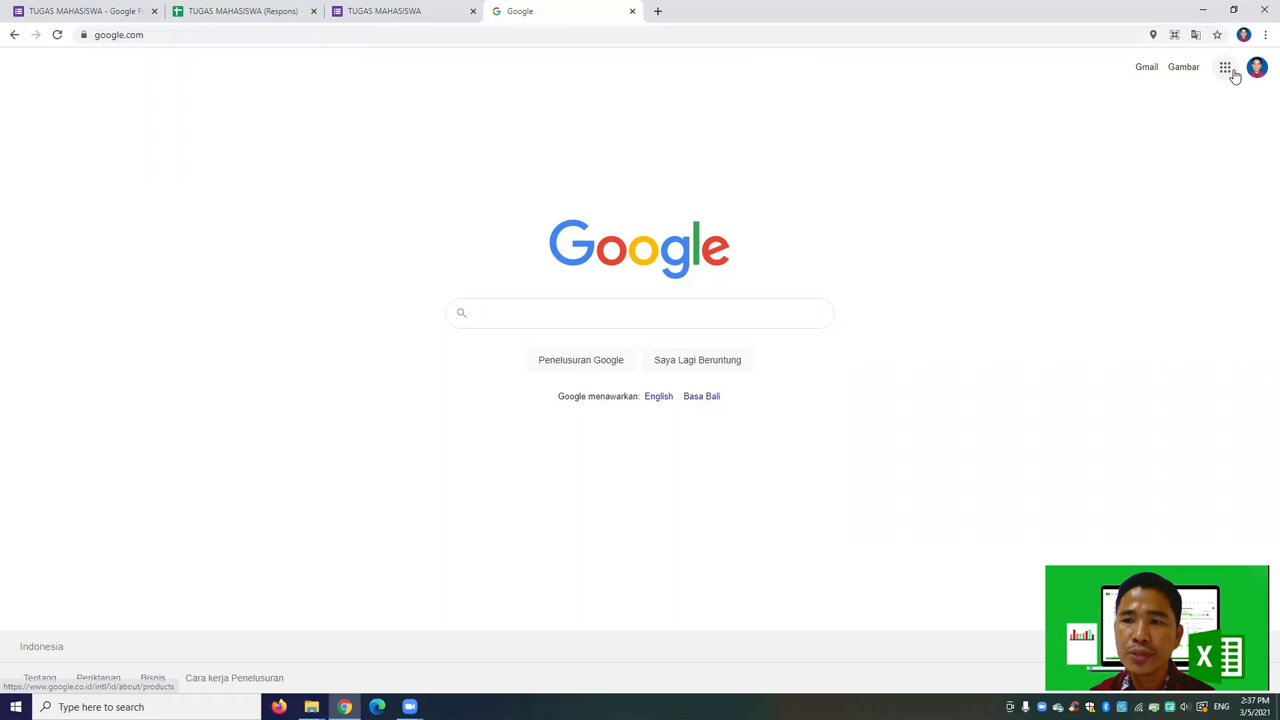 TUGAS MAHASISWA - Google Fo
TUGAS MAHASISWA (Respons) -
TUGAS MAHASISWA
Google
google.com
Gmail
Gambar
Google
Penelusuran Google
Saya Lagi Beruntung
Google menawarkan: English Basa Bali
Indonesia
Tentang
Periklanan
Bisnis
Cara kerja Penelusuran
https://www.google.co.id/intl/id/about/products
X
Type here to search
ENG
2:37 PM
3/5/2021